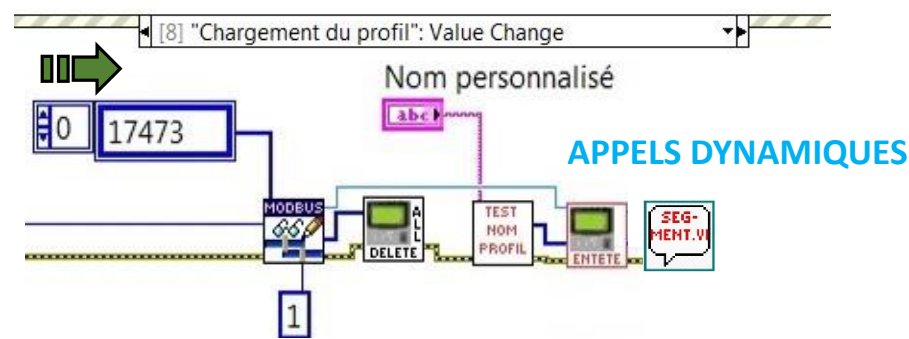 [8] "Chargement du profil": Value Change
Nom personnalisé
abc
0
17473
APPELS DYNAMIQUES
MODBUS
ALL
DELETE
TEST
NOM
PROFIL
ENTETE
SEG-
MENT.VI
1